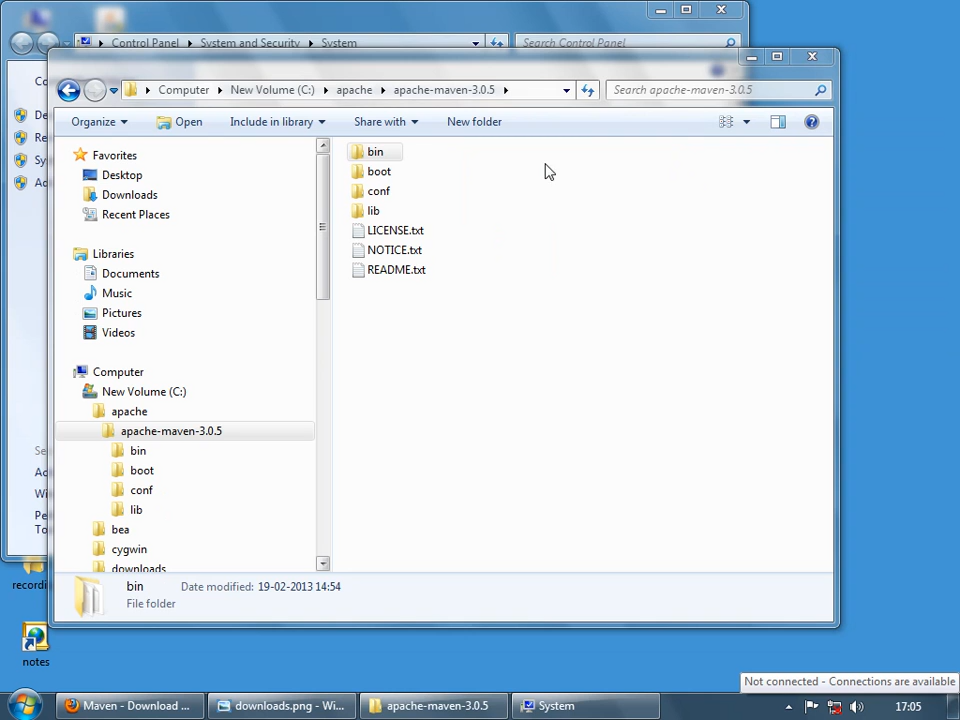 Control Panel System and Security System Search Control Panel
Computer New Volume (C:) apache apache-maven-3.0.5 Search apache-maven-3.0.5
Organize Open Include in library Share with New folder
Favorites
Desktop
Downloads
Recent Places
Libraries
Documents
Music
Pictures
Videos
Computer
New Volume (C:)
apache
apache-maven-3.0.5
bin
boot
conf
lib
bea
cygwin
downloads
bin
boot
conf
lib
LICENSE.txt
NOTICE.txt
README.txt
bin Date modified: 19-02-2013 14:54
File folder
recordi
notes
Not connected - Connections are available
Maven - Download ... downloads.png - Wi... apache-maven-3.0.5 System 17:05